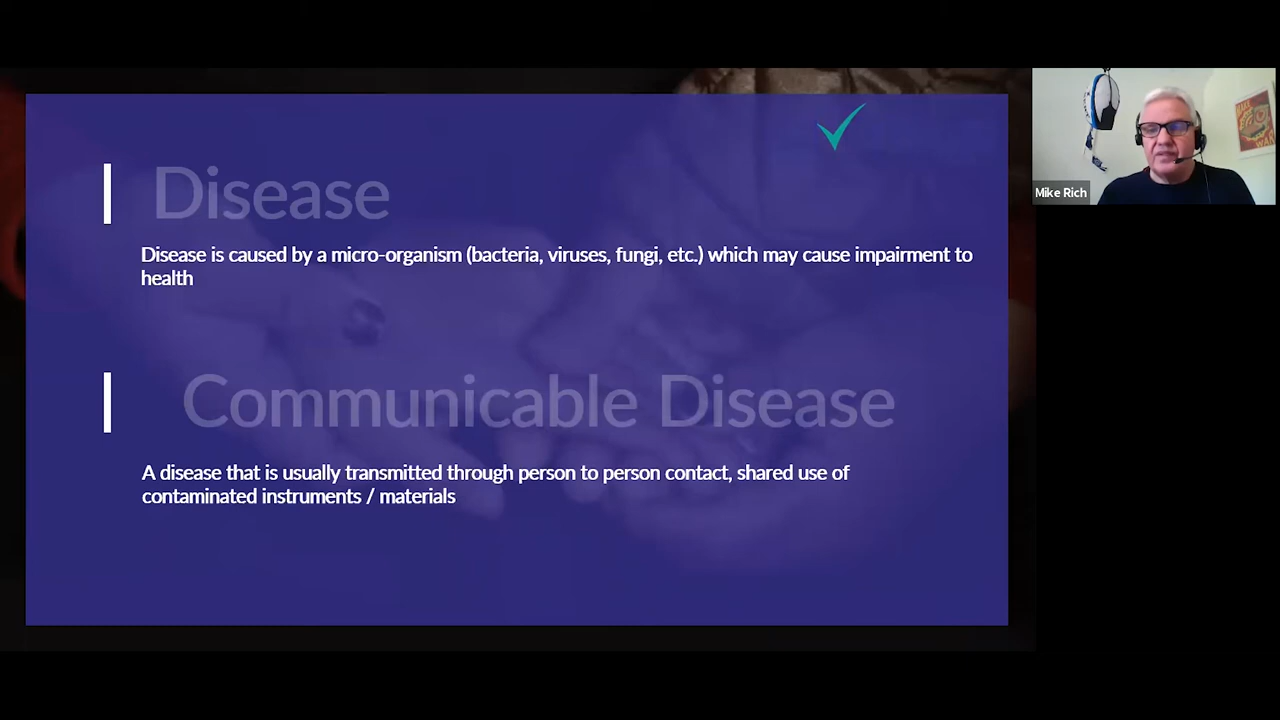 Disease
Disease is caused by a micro-organism (bacteria, viruses, fungi, etc.) which may cause impairment to
health
Communicable Disease
A disease that is usually transmitted through person to person contact, shared use of
contaminated instruments / materials
Mike Rich